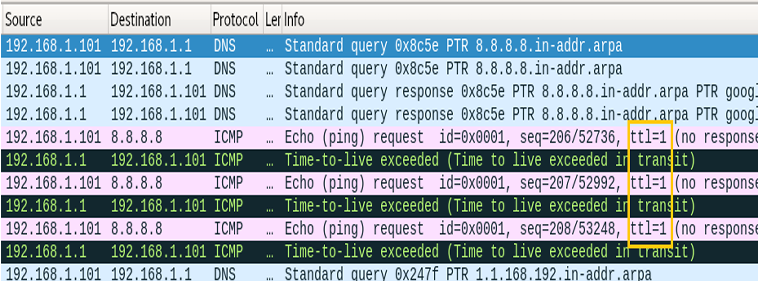 Source Destination Protocol Ler Info
192.168.1.101 192.168.1.1 DNS … Standard query 0x8c5e PTR 8.8.8.8.in-addr.arpa
192.168.1.101 192.168.1.1 DNS … Standard query 0x8c5e PTR 8.8.8.8.in-addr.arpa
192.168.1.1 192.168.1.101 DNS … Standard query response 0x8c5e PTR 8.8.8.8.in-addr.arpa PTR googl
192.168.1.1 192.168.1.101 DNS … Standard query response 0x8c5e PTR 8.8.8.8.in-addr.arpa PTR googl
192.168.1.101 8.8.8.8 ICMP … Echo (ping) request id=0x0001, seq=206/52736, ttl=1 (no response
192.168.1.1 192.168.1.101 ICMP … Time-to-live exceeded (Time to live exceeded in transit)
192.168.1.101 8.8.8.8 ICMP … Echo (ping) request id=0x0001, seq=207/52992, ttl=1 (no response
192.168.1.1 192.168.1.101 ICMP … Time-to-live exceeded (Time to live exceeded in transit)
192.168.1.101 8.8.8.8 ICMP … Echo (ping) request id=0x0001, seq=208/53248, ttl=1 (no response
192.168.1.1 192.168.1.101 ICMP … Time-to-live exceeded (Time to live exceeded in transit)
192.168.1.101 192.168.1.1 DNS … Standard query 0x247f PTR 1.1.168.192.in-addr.arpa